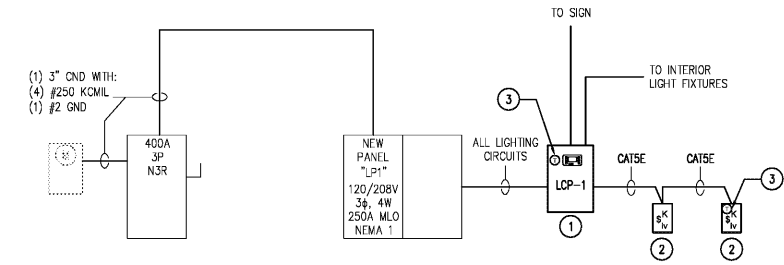 TO SIGN
(1) 3" CND WITH:
(4) #250 KCMIL
(1) #2 GND
TO INTERIOR
LIGHT FIXTURES
3
400A
3P
N3R
NEW
PANEL
"LP1"
120/208V
3ϕ, 4W
250A MLO
NEMA 1
ALL LIGHTING
CIRCUITS
T
LCP-1
1
CAT5E
CAT5E
3
$ K
lv
2
$ K
lv
2